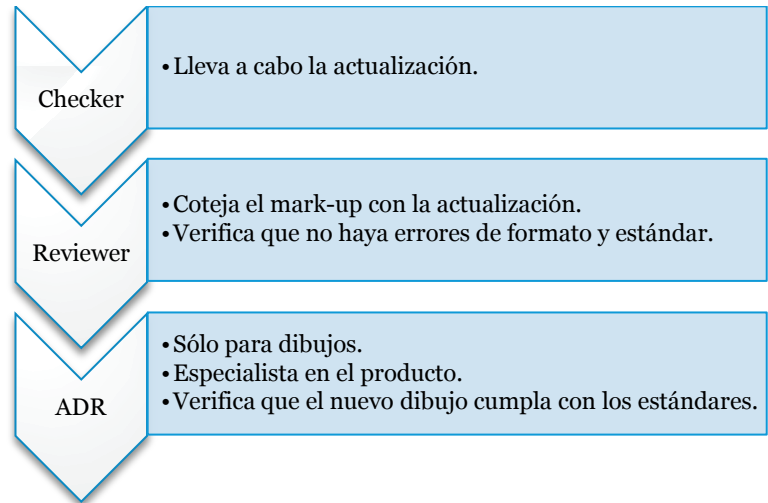 Checker
•Lleva a cabo la actualización.
Reviewer
•Coteja el mark-up con la actualización.
•Verifica que no haya errores de formato y estándar.
ADR
•Sólo para dibujos.
•Especialista en el producto.
•Verifica que el nuevo dibujo cumpla con los estándares.